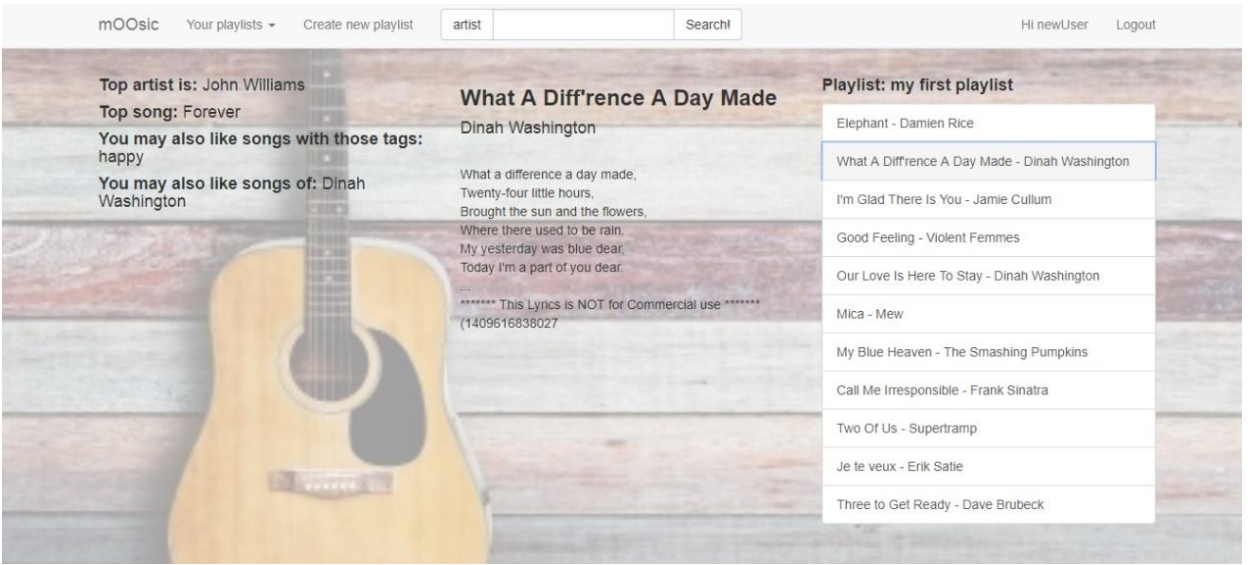 mOOsic Your playlists Create new playlist artist Search! Hi newUser Logout
Top artist is: John Williams
Top song: Forever
You may also like songs with those tags:
happy
You may also like songs of: Dinah
Washington
What A Diff'rence A Day Made
Dinah Washington
What a difference a day made,
Twenty-four little hours,
Brought the sun and the flowers,
Where there used to be rain.
My yesterday was blue dear,
Today I'm a part of you dear.
...
******* This Lyrics is NOT for Commercial use *******
(1409616838027
Playlist: my first playlist
Elephant - Damien Rice
What A Diff'rence A Day Made - Dinah Washington
I'm Glad There Is You - Jamie Cullum
Good Feeling - Violent Femmes
Our Love Is Here To Stay - Dinah Washington
Mica - Mew
My Blue Heaven - The Smashing Pumpkins
Call Me Irresponsible - Frank Sinatra
Two Of Us - Supertramp
Je te veux - Erik Satie
Three to Get Ready - Dave Brubeck